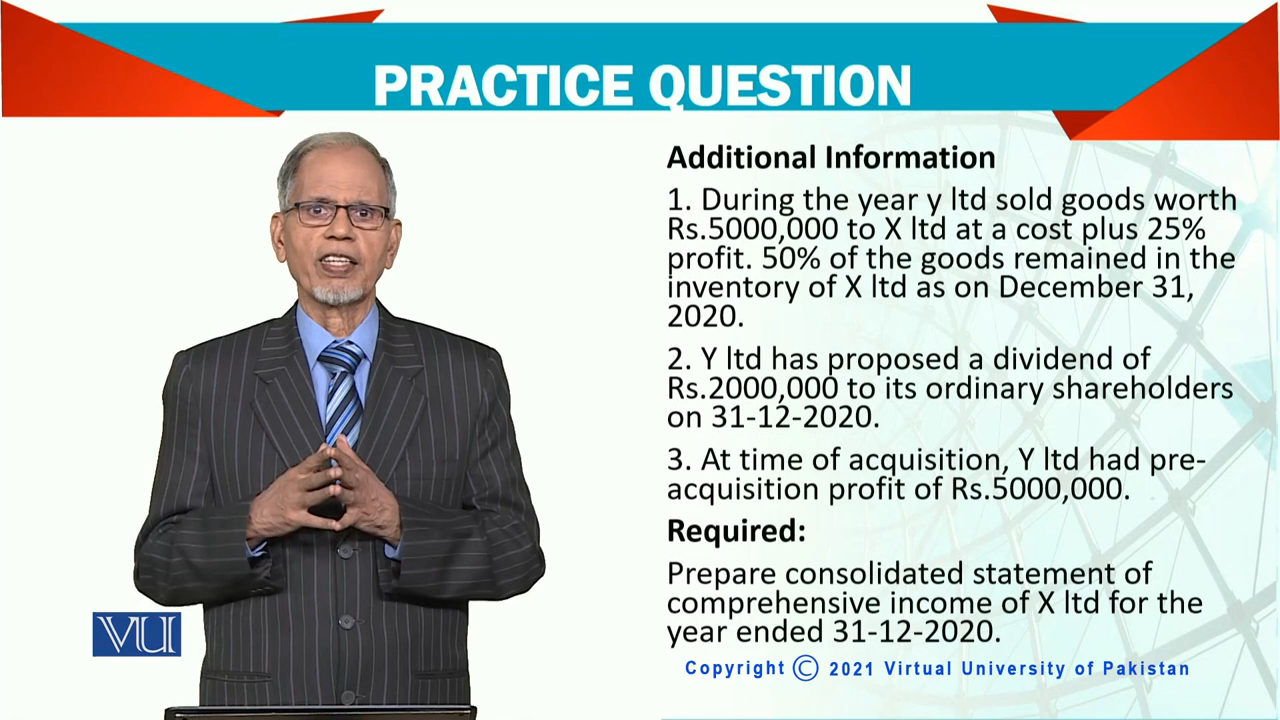 PRACTICE QUESTION
Additional Information
1. During the year y ltd sold goods worth
Rs.5000,000 to X ltd at a cost plus 25%
profit. 50% of the goods remained in the
inventory of X ltd as on December 31,
2020.
2. Y ltd has proposed a dividend of
Rs.2000,000 to its ordinary shareholders
on 31-12-2020.
3. At time of acquisition, Y ltd had pre-
acquisition profit of Rs.5000,000.
Required:
Prepare consolidated statement of
comprehensive income of X ltd for the
year ended 31-12-2020.
VU
Copyright © 2021 Virtual University of Pakistan